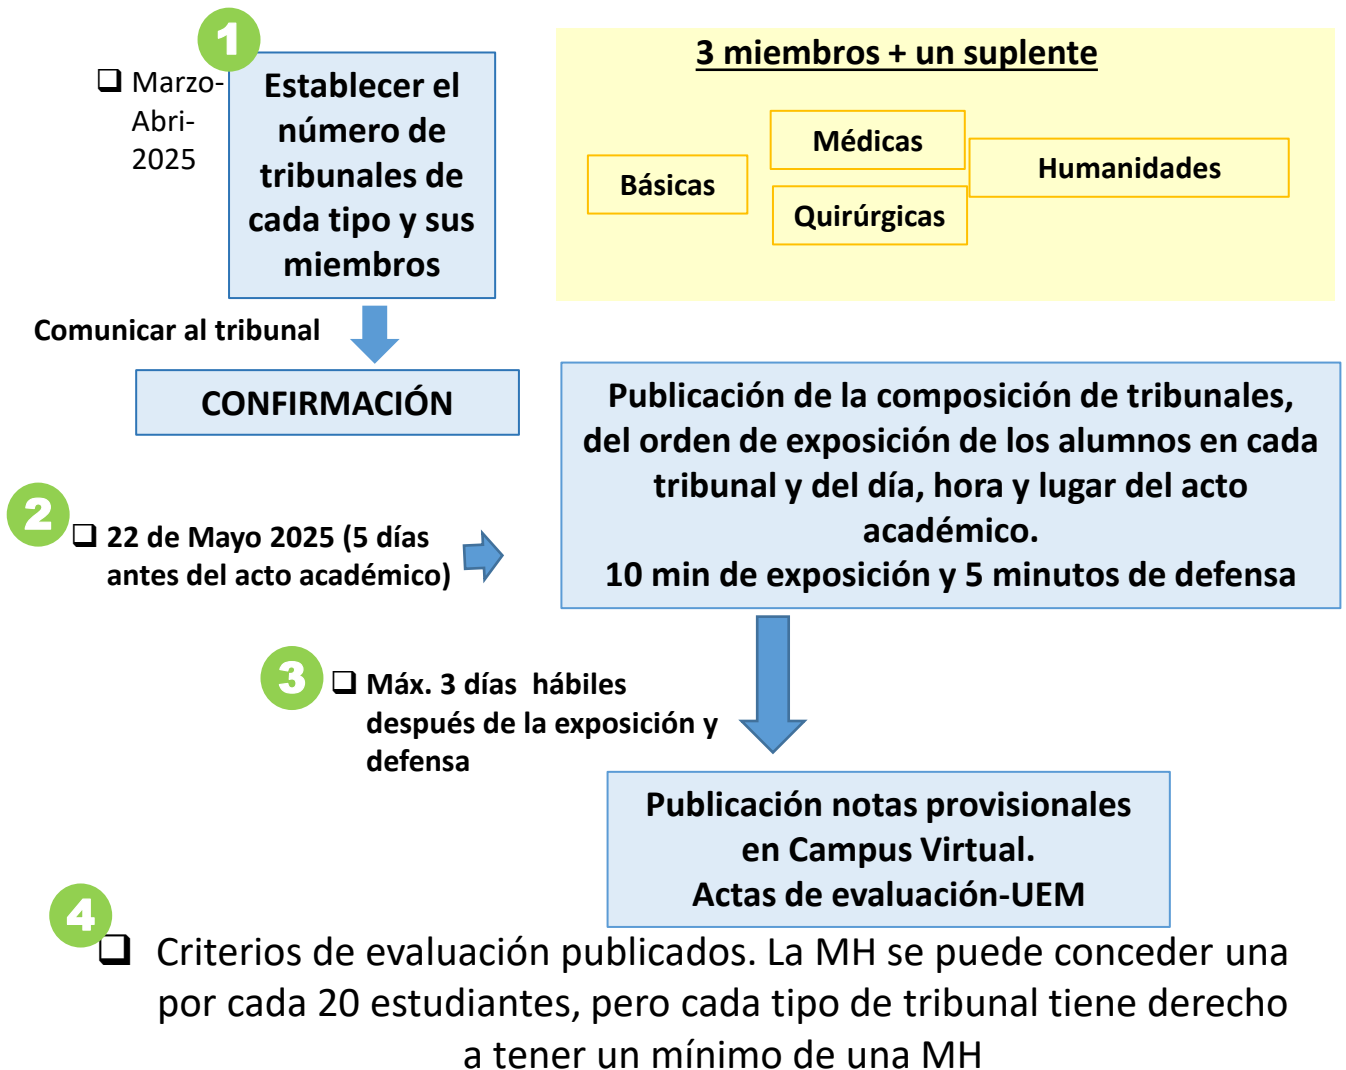 1
❑ Marzo-
Abri-
2025
Establecer el
número de
tribunales de
cada tipo y sus
miembros
3 miembros + un suplente
Básicas
Médicas
Quirúrgicas
Humanidades
Comunicar al tribunal
CONFIRMACIÓN
2
❑ 22 de Mayo 2025 (5 días
antes del acto académico)
Publicación de la composición de tribunales,
del orden de exposición de los alumnos en cada
tribunal y del día, hora y lugar del acto
académico.
10 min de exposición y 5 minutos de defensa
3
❑ Máx. 3 días hábiles
después de la exposición y
defensa
Publicación notas provisionales
en Campus Virtual.
Actas de evaluación-UEM
4
❑ Criterios de evaluación publicados. La MH se puede conceder una
por cada 20 estudiantes, pero cada tipo de tribunal tiene derecho
a tener un mínimo de una MH